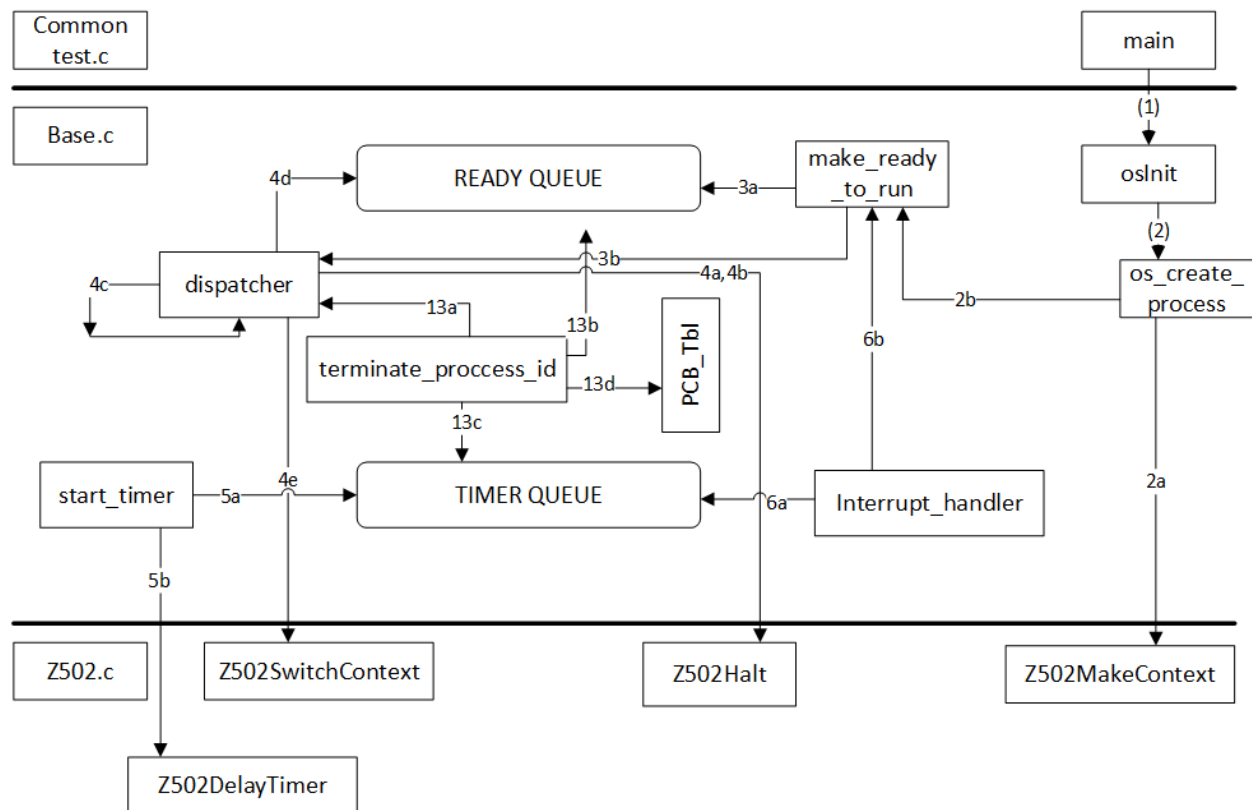 Common
test.c
main
(1)
Base.c
READY QUEUE
make_ready
_to_run
osInit
4d
3a
(2)
3b
4a,4b
4c
dispatcher
os_create_
process
2b
13a
13b
6b
PCB_Tbl
terminate_proccess_id
13d
13c
start_timer
5a
4e
TIMER QUEUE
6a
Interrupt_handler
2a
5b
Z502.c
Z502SwitchContext
Z502Halt
Z502MakeContext
Z502DelayTimer